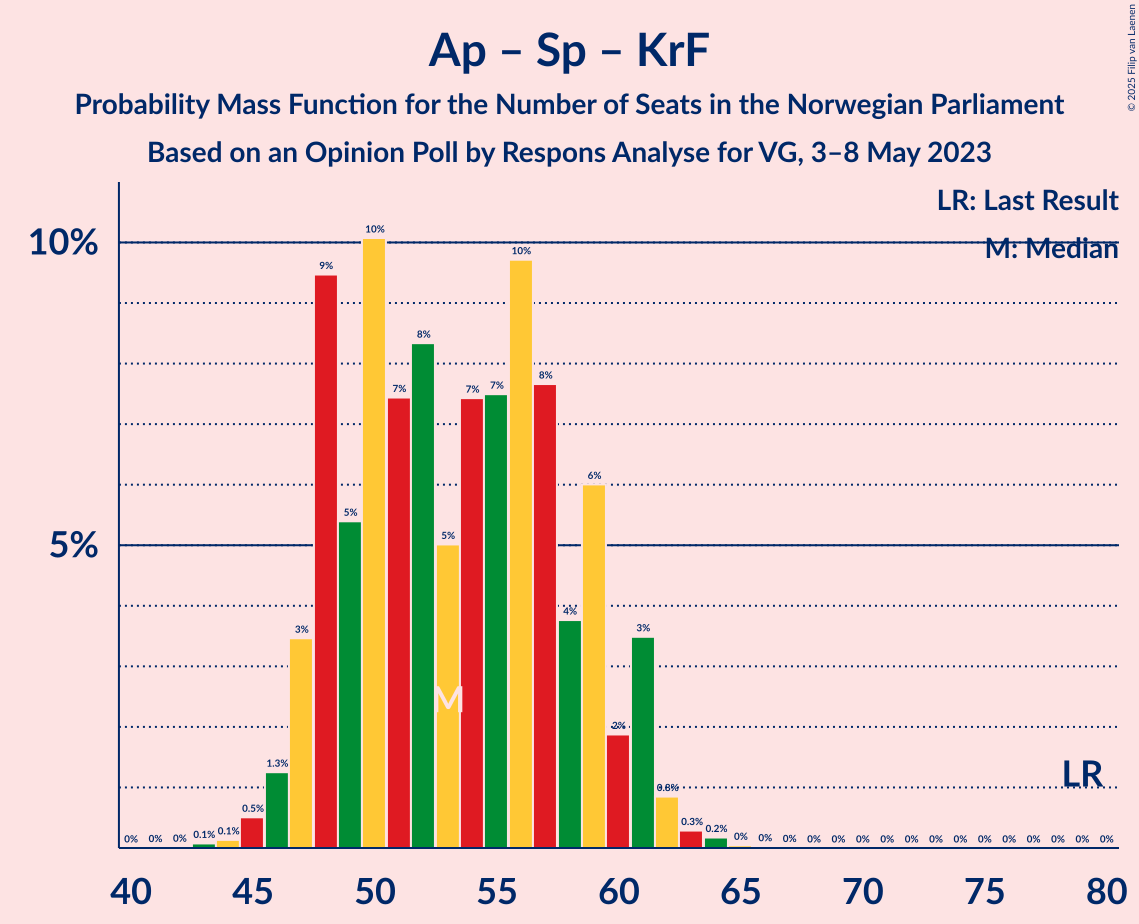 Ap – Sp – KrF
Probability Mass Function for the Number of Seats in the Norwegian Parliament
Based on an Opinion Poll by Respons Analyse for VG, 3–8 May 2023
© 2025 Filip van Laenen
LR: Last Result
M: Median
10%
5%
0% 0% 0% 0.1% 0.1% 0.5% 1.3% 3% 9% 5% 10% 7% 8% 5% 7% 7% 10% 8% 4% 6% 2% 3% 0.8% 0.3% 0.2% 0% 0% 0% 0% 0% 0% 0% 0% 0% 0% 0% 0% 0% 0% 0% 0%
M
LR
40 45 50 55 60 65 70 75 80